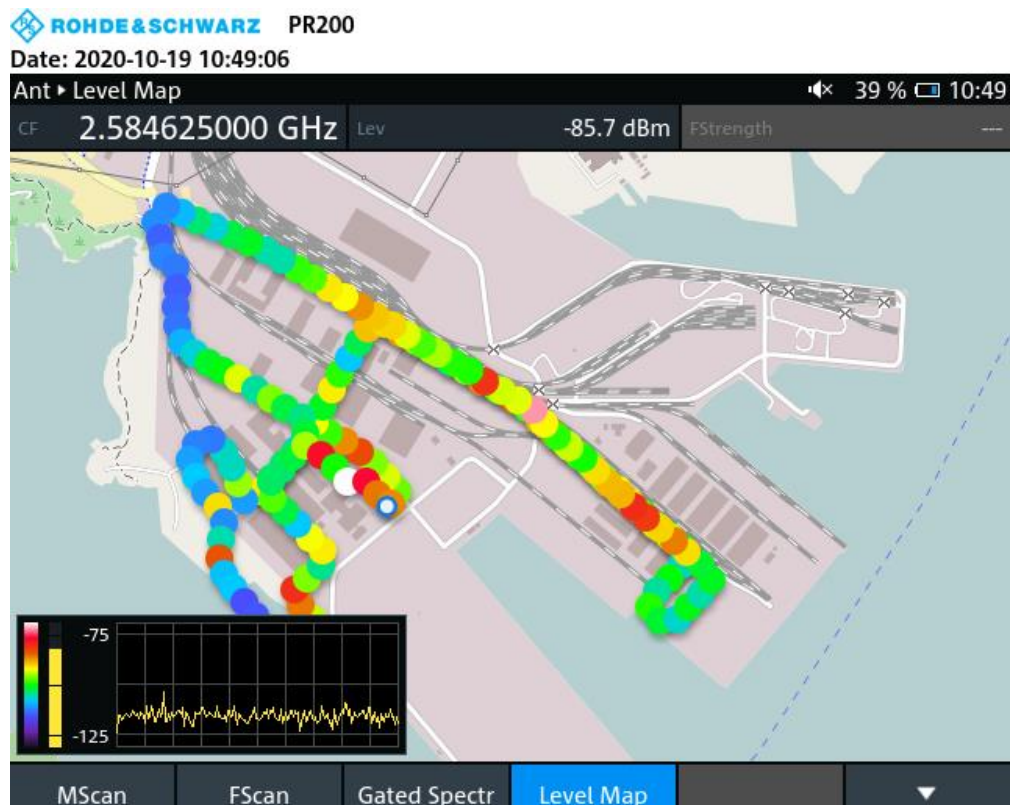 ROHDE & SCHWARZ PR200
Date: 2020-10-19 10:49:06
Ant ▸ Level Map 39 % 10:49
CF 2.584625000 GHz Lev -85.7 dBm FStrength ---
-75
-125
MScan FScan Gated Spectr Level Map